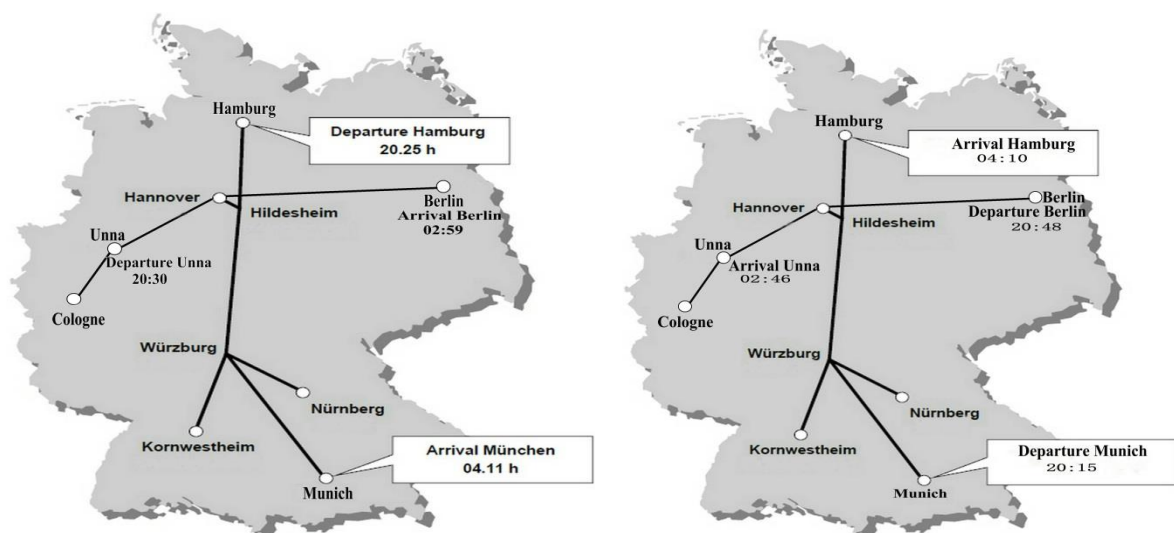 Hamburg
Departure Hamburg
20.25 h
Hannover
Hildesheim
Berlin
Arrival Berlin
02:59
Unna
Departure Unna
20:30
Cologne
Würzburg
Nürnberg
Kornwestheim
Arrival München
04.11 h
Munich
Hamburg
Arrival Hamburg
04:10
Hannover
Hildesheim
Berlin
Departure Berlin
20:48
Unna
Arrival Unna
02:46
Cologne
Würzburg
Nürnberg
Kornwestheim
Departure Munich
20:15
Munich